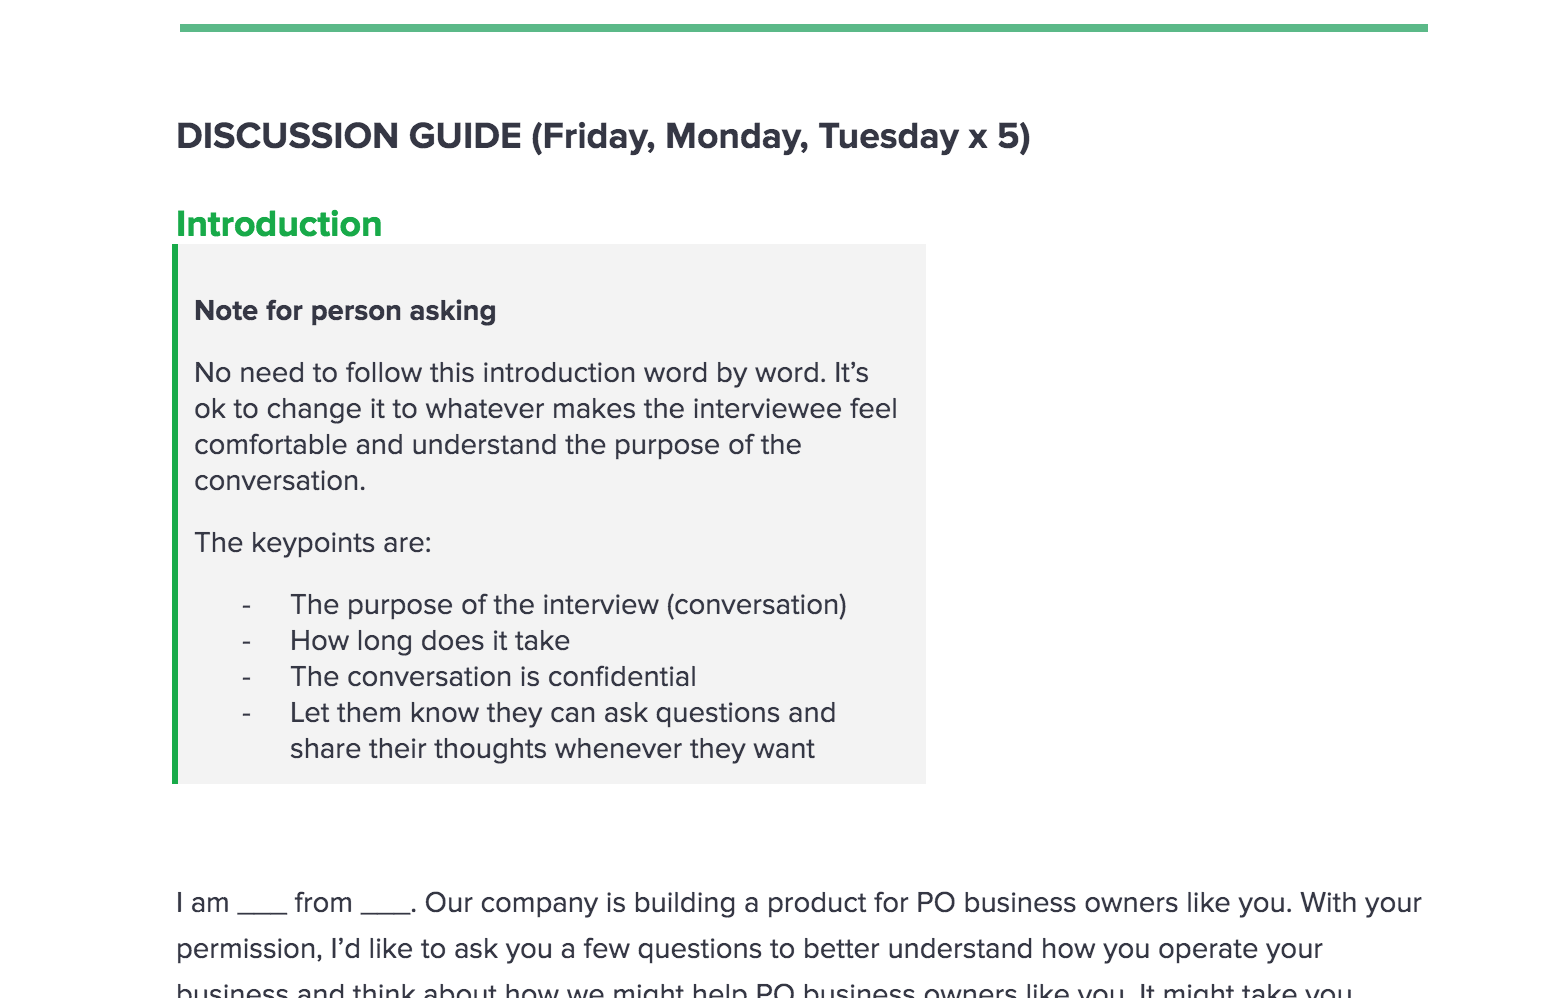 DISCUSSION GUIDE (Friday, Monday, Tuesday x 5)
Introduction
Note for person asking
No need to follow this introduction word by word. It’s
ok to change it to whatever makes the interviewee feel
comfortable and understand the purpose of the
conversation.
The keypoints are:
- The purpose of the interview (conversation)
- How long does it take
- The conversation is confidential
- Let them know they can ask questions and
share their thoughts whenever they want
I am ___ from ___. Our company is building a product for PO business owners like you. With your
permission, I’d like to ask you a few questions to better understand how you operate your
business and think about how we might help PO business owners like you. It might take you